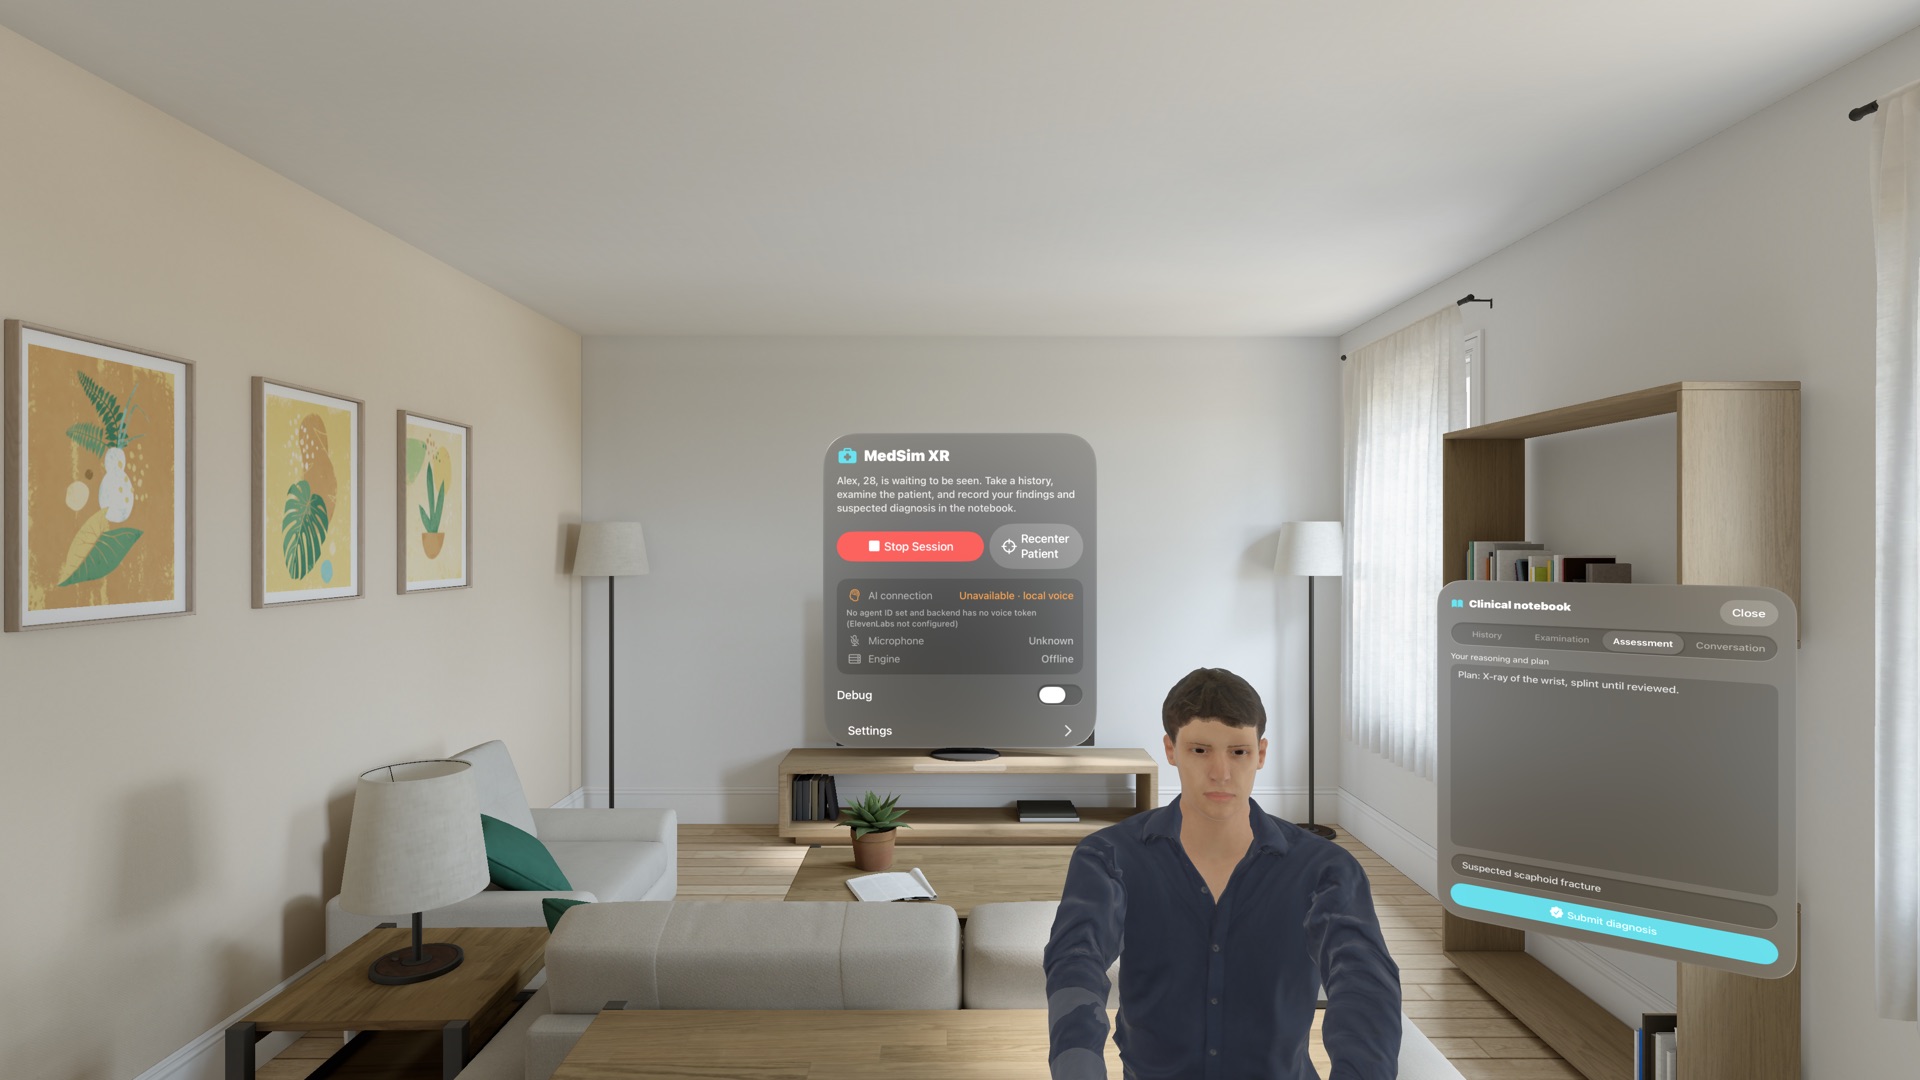 MedSim XR
Alex, 28, is waiting to be seen. Take a history,
examine the patient, and record your findings and
suspected diagnosis in the notebook.
Stop Session
Recenter
Patient
AI connection
Unavailable · local voice
No agent ID set and backend has no voice token
(ElevenLabs not configured)
Microphone
Unknown
Engine
Offline
Debug
Settings
Clinical notebook
Close
History
Examination
Assessment
Conversation
Your reasoning and plan
Plan: X-ray of the wrist, splint until reviewed.
Suspected scaphoid fracture
Submit diagnosis